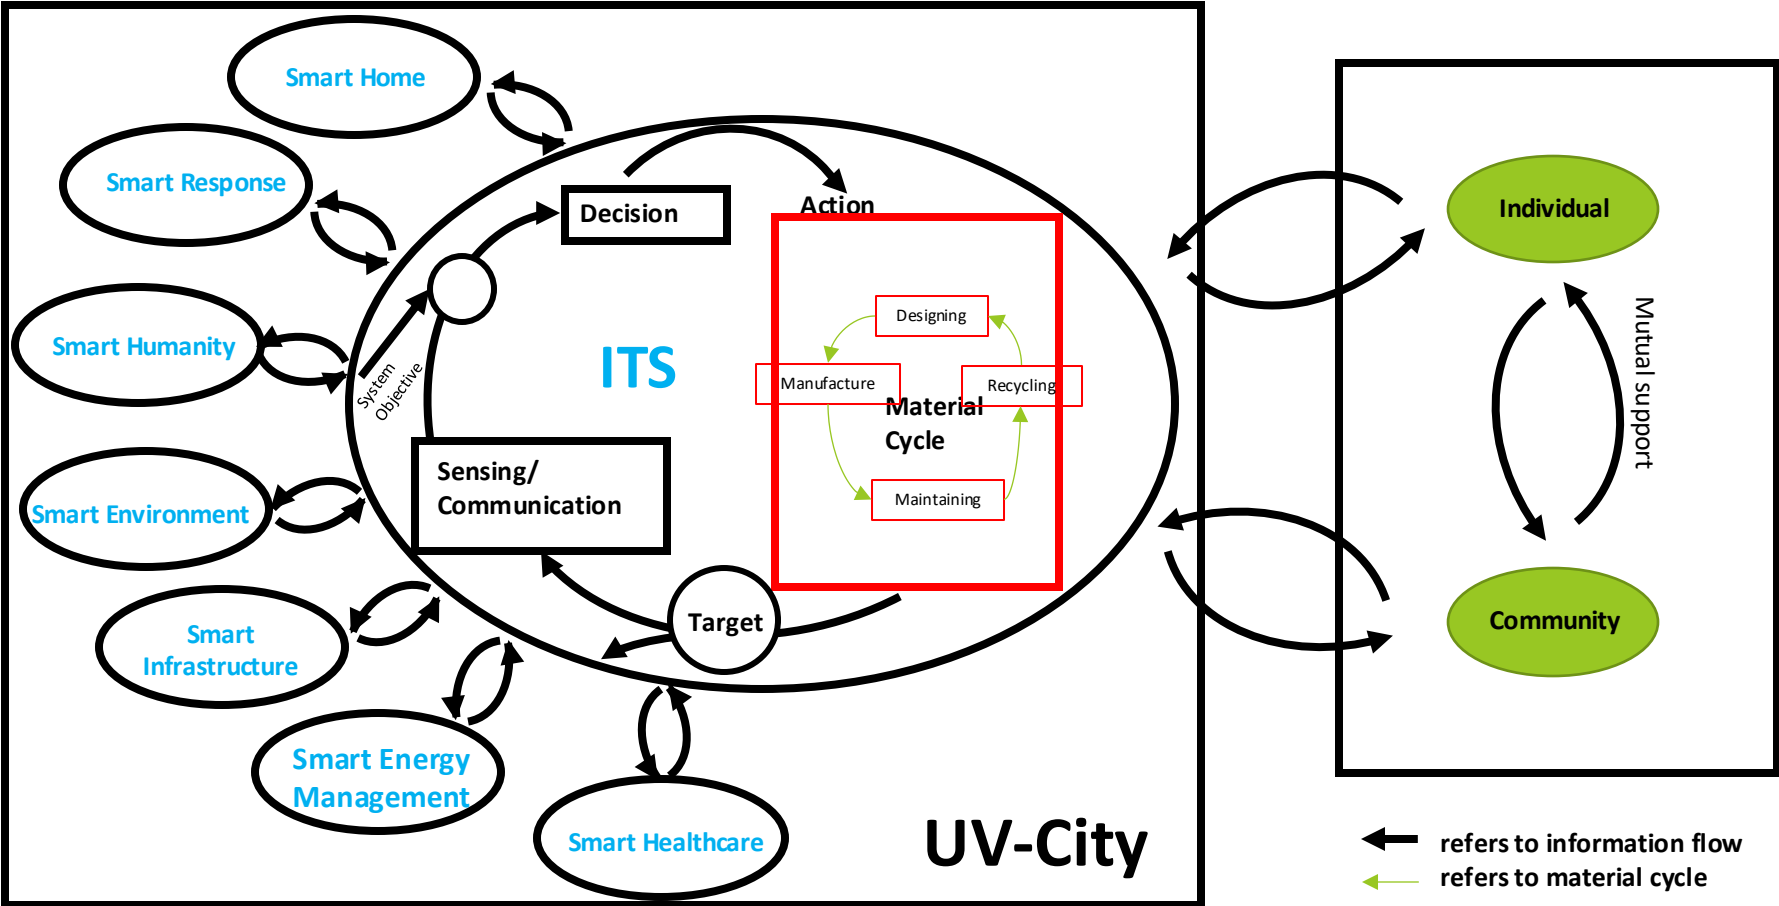 Smart Home
Smart Response
Smart Humanity
Smart Environment
Smart
Infrastructure
Smart Energy
Management
Smart Healthcare
System
Objective
Decision
Action
ITS
Sensing/
Communication
Designing
Manufacture
Recycling
Material
Cycle
Maintaining
Target
UV-City
Individual
Mutual support
Community
refers to information flow
refers to material cycle